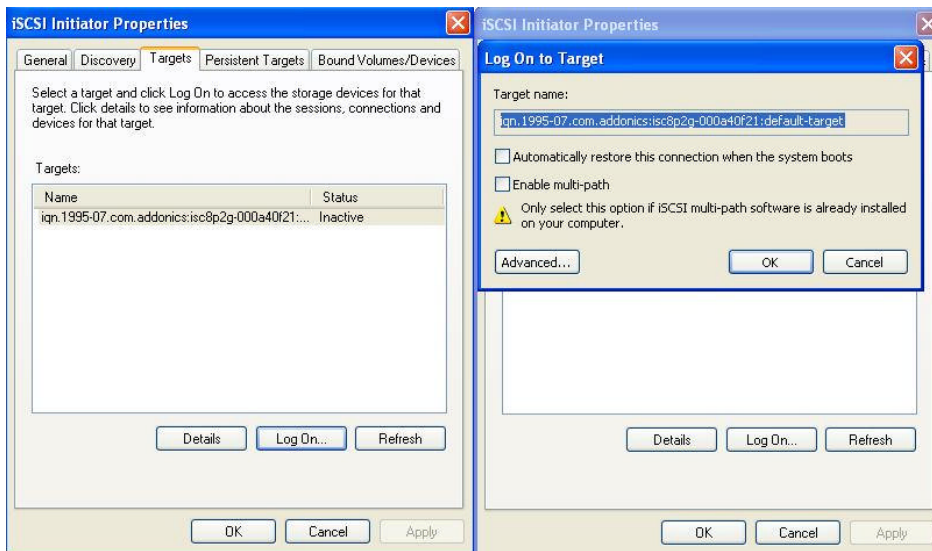 iSCSI Initiator Properties
General Discovery Targets Persistent Targets Bound Volumes/Devices
Select a target and click Log On to access the storage devices for that
target. Click details to see information about the sessions, connections and
devices for that target.
Targets:
Name Status
iqn.1995-07.com.addonics:isc8p2g-000a40f21:... Inactive
Details Log On... Refresh
OK Cancel Apply
iSCSI Initiator Properties
Log On to Target
Target name:
iqn.1995-07.com.addonics:isc8p2g-000a40f21:default-target
Automatically restore this connection when the system boots
Enable multi-path
Only select this option if iSCSI multi-path software is already installed
on your computer.
Advanced... OK Cancel
Details Log On... Refresh
OK Cancel Apply